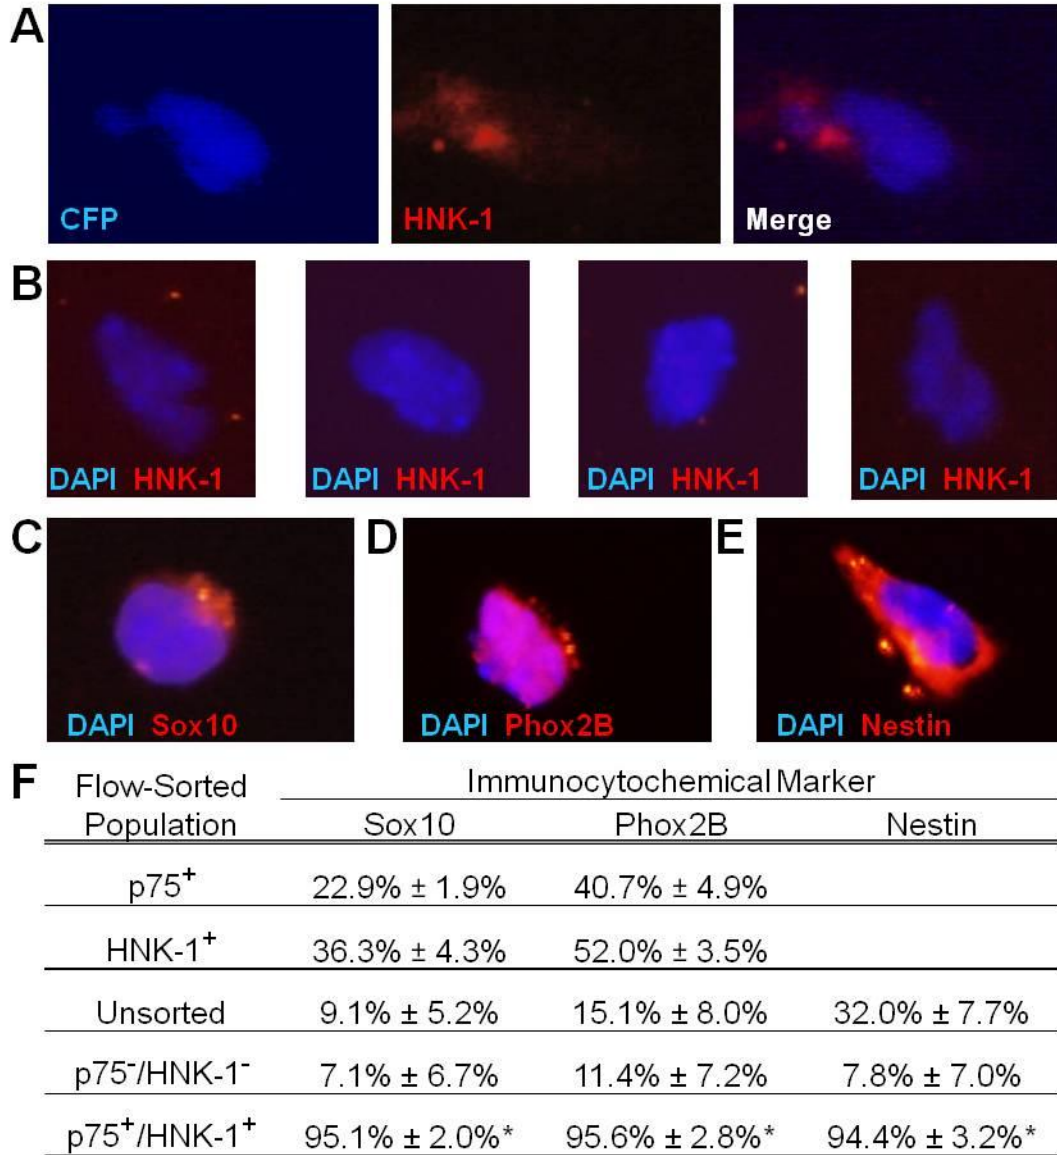 A
CFP
HNK-1
Merge
B
DAPI HNK-1
DAPI HNK-1
DAPI HNK-1
DAPI HNK-1
C
DAPI Sox10
D
DAPI Phox2B
E
DAPI Nestin
F
Flow-Sorted Population
Immunocytochemical Marker
Sox10 Phox2B Nestin
p75⁺ 22.9% ± 1.9% 40.7% ± 4.9%
HNK-1⁺ 36.3% ± 4.3% 52.0% ± 3.5%
Unsorted 9.1% ± 5.2% 15.1% ± 8.0% 32.0% ± 7.7%
p75⁻/HNK-1⁻ 7.1% ± 6.7% 11.4% ± 7.2% 7.8% ± 7.0%
p75⁺/HNK-1⁺ 95.1% ± 2.0%* 95.6% ± 2.8%* 94.4% ± 3.2%*